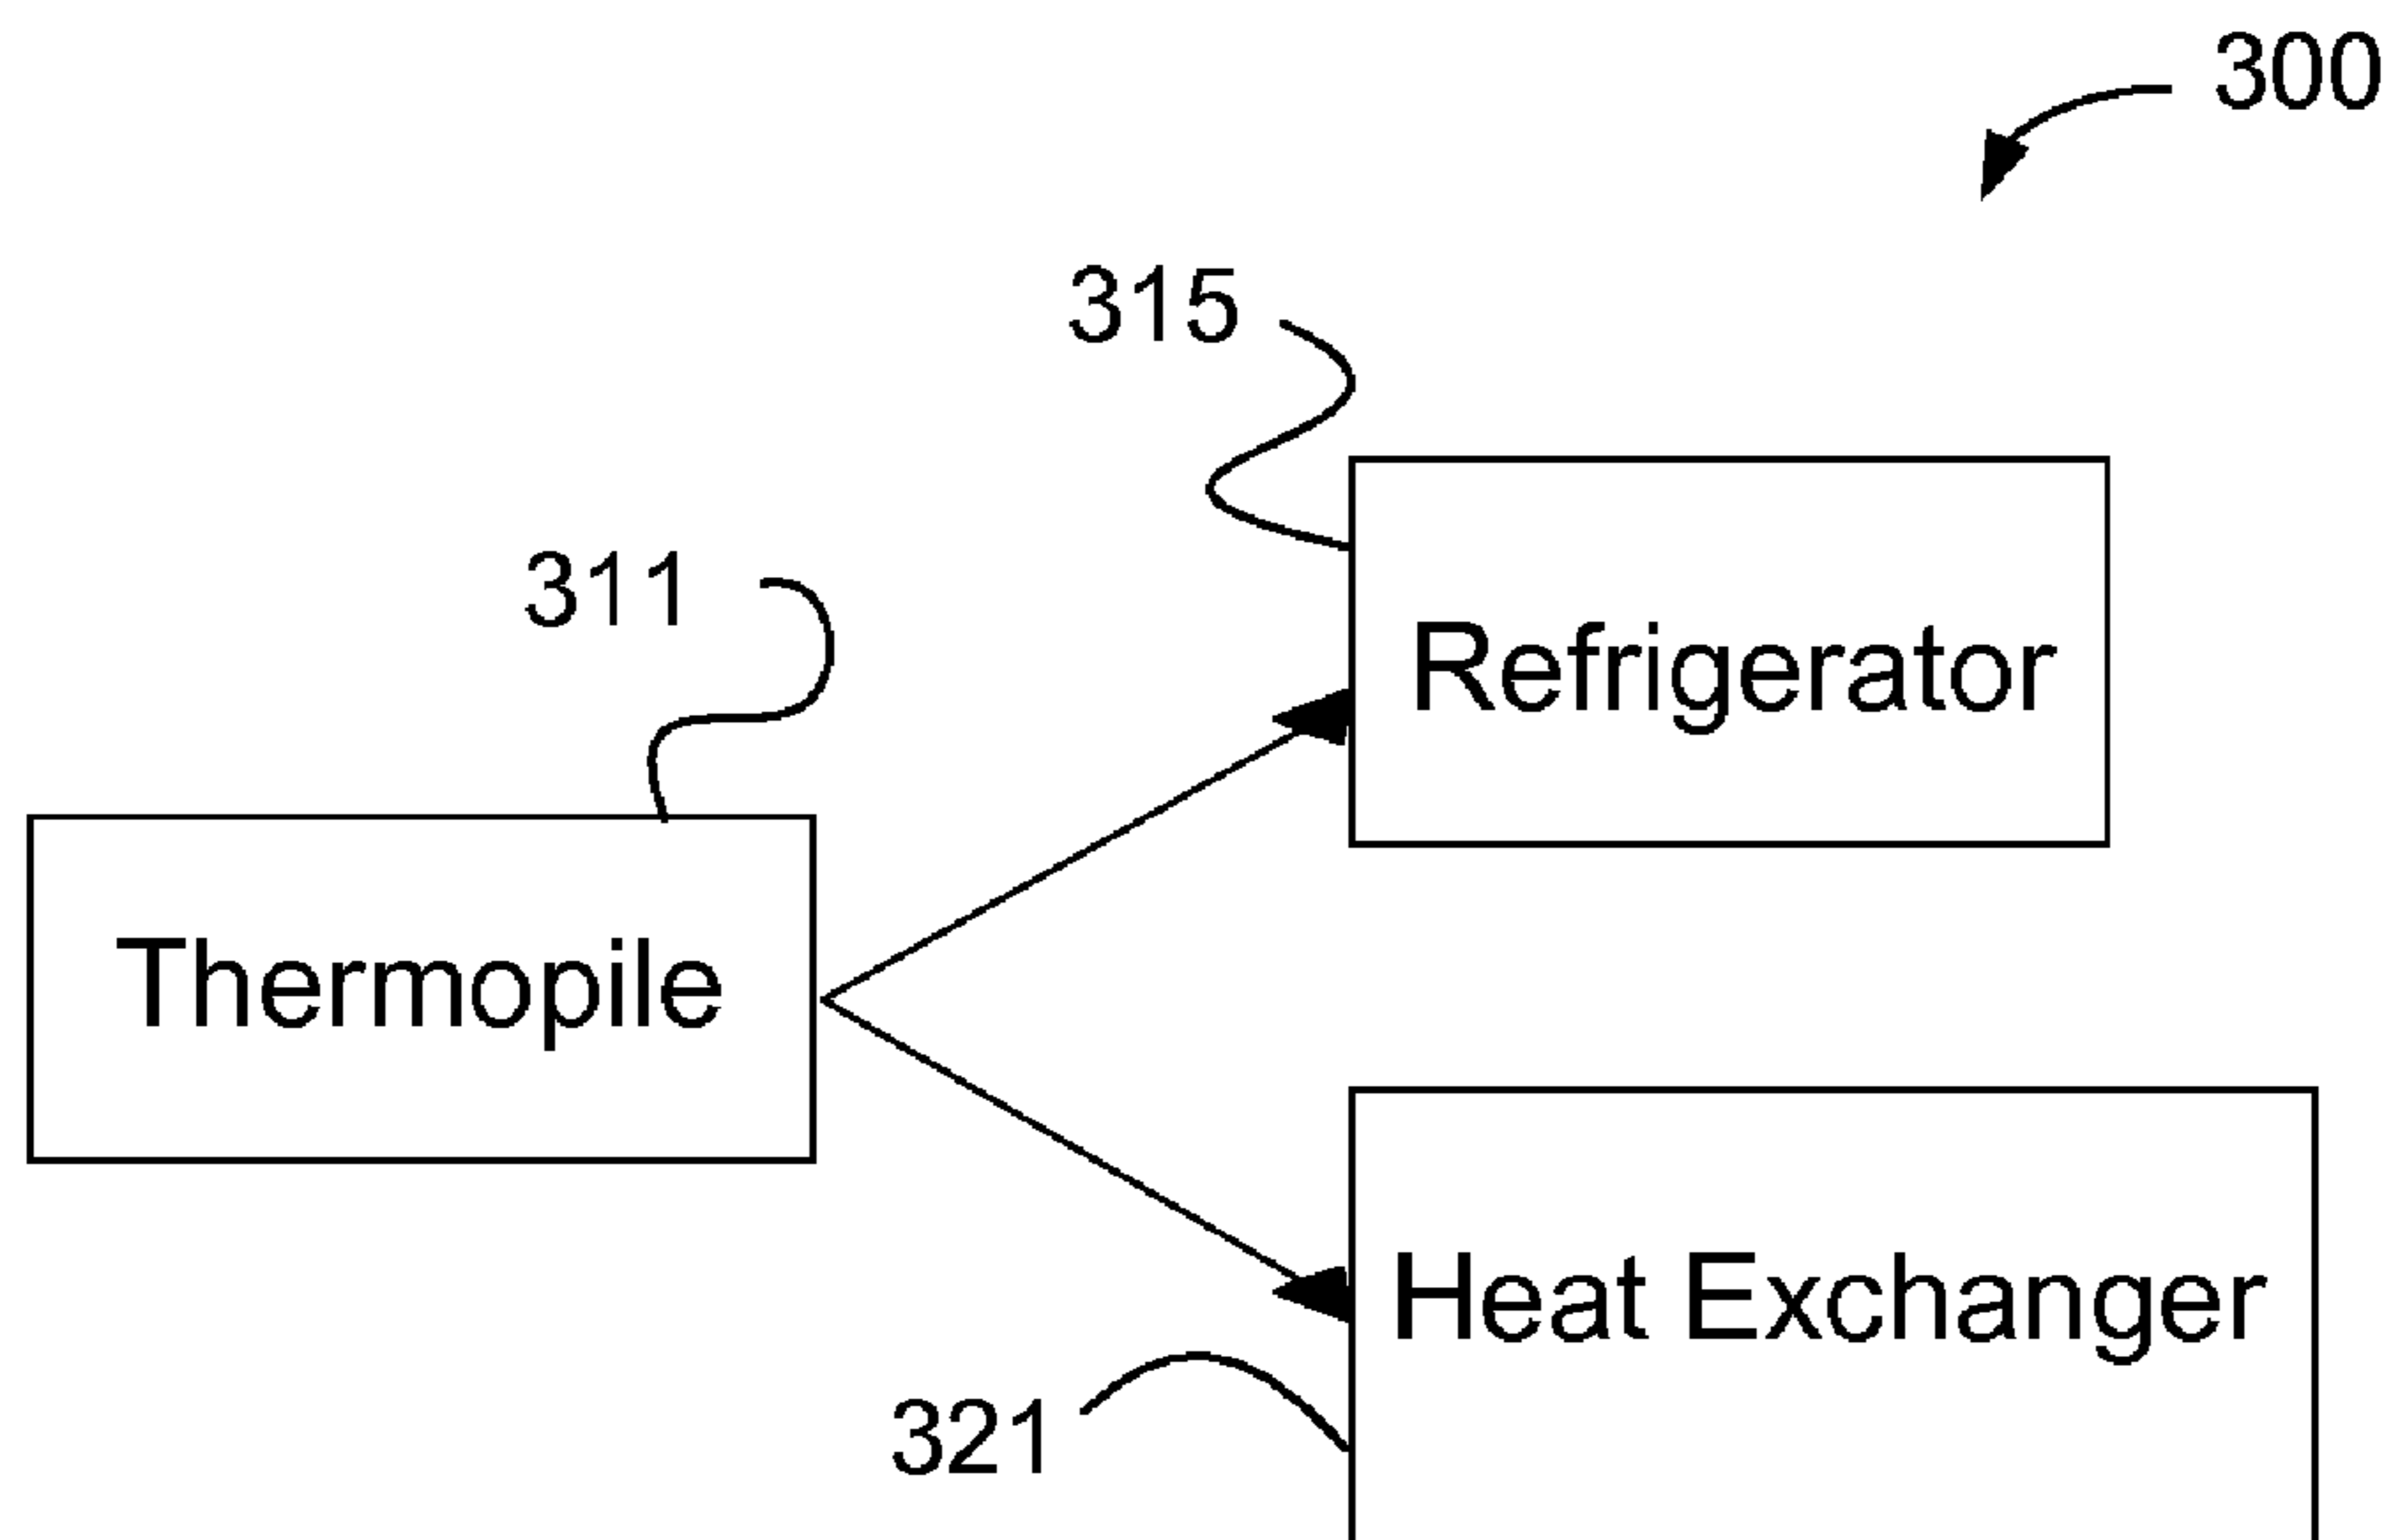 300
315
311
Refrigerator
Thermopile
Heat Exchanger
321